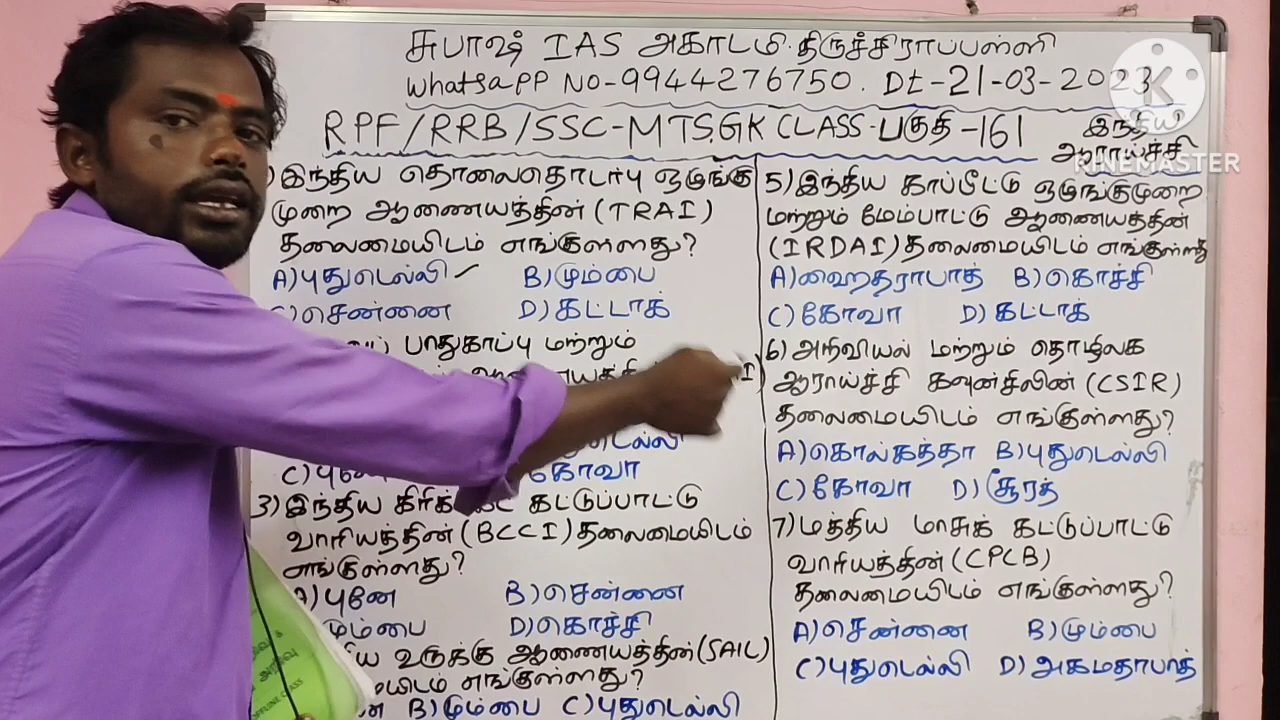 சுபாஷ் IAS அகாடமி. திருச்சிராப்பள்ளி
WhatsaPP NO-9944276750. Dt-21-03-2023
RPF/RRB/SSC-MTS.GK CLASS-பகுதி-161
ஆராய்ச்சி
KINEMASTER
)இந்திய தொலைதொடர்பு ஒழுங்கு
முறை ஆணையத்தின் (TRAI)
தலைமையிடம் எங்குள்ளது?
A)புதுடெல்லி ✓ B)மும்பை
C)சென்னை D)கட்டாக்
பாதுகாப்பு மற்றும்
C)புனே கோவா
3)இந்திய கிரிக்கெட் கட்டுப்பாட்டு
வாரியத்தின் (BCCI) தலைமையிடம்
எங்குள்ளது?
A)புனே B)சென்னை
மும்பை D)கொச்சி
உருக்கு ஆணையத்தின் (SAIL)
எங்குள்ளது?
B)மும்பை C)புதுடெல்லி
5)இந்திய காப்பீட்டு ஒழுங்குமுறை
மற்றும் மேம்பாட்டு ஆணையத்தின்
(IRDAI) தலைமையிடம் எங்குள்ளது
A)ஹைதராபாத் B)கொச்சி
C)கோவா D)கட்டாக்
6)அறிவியல் மற்றும் தொழிலக
ஆராய்ச்சி கவுன்சிலின் (CSIR)
தலைமையிடம் எங்குள்ளது?
A)கொல்கத்தா B)புதுடெல்லி
C)கோவா D)சூரத்
7)மத்திய மாசுக் கட்டுப்பாட்டு
வாரியத்தின் (CPCB)
தலைமையிடம் எங்குள்ளது?
A)சென்னை B)மும்பை
C)புதுடெல்லி D)அகமதாபாத்